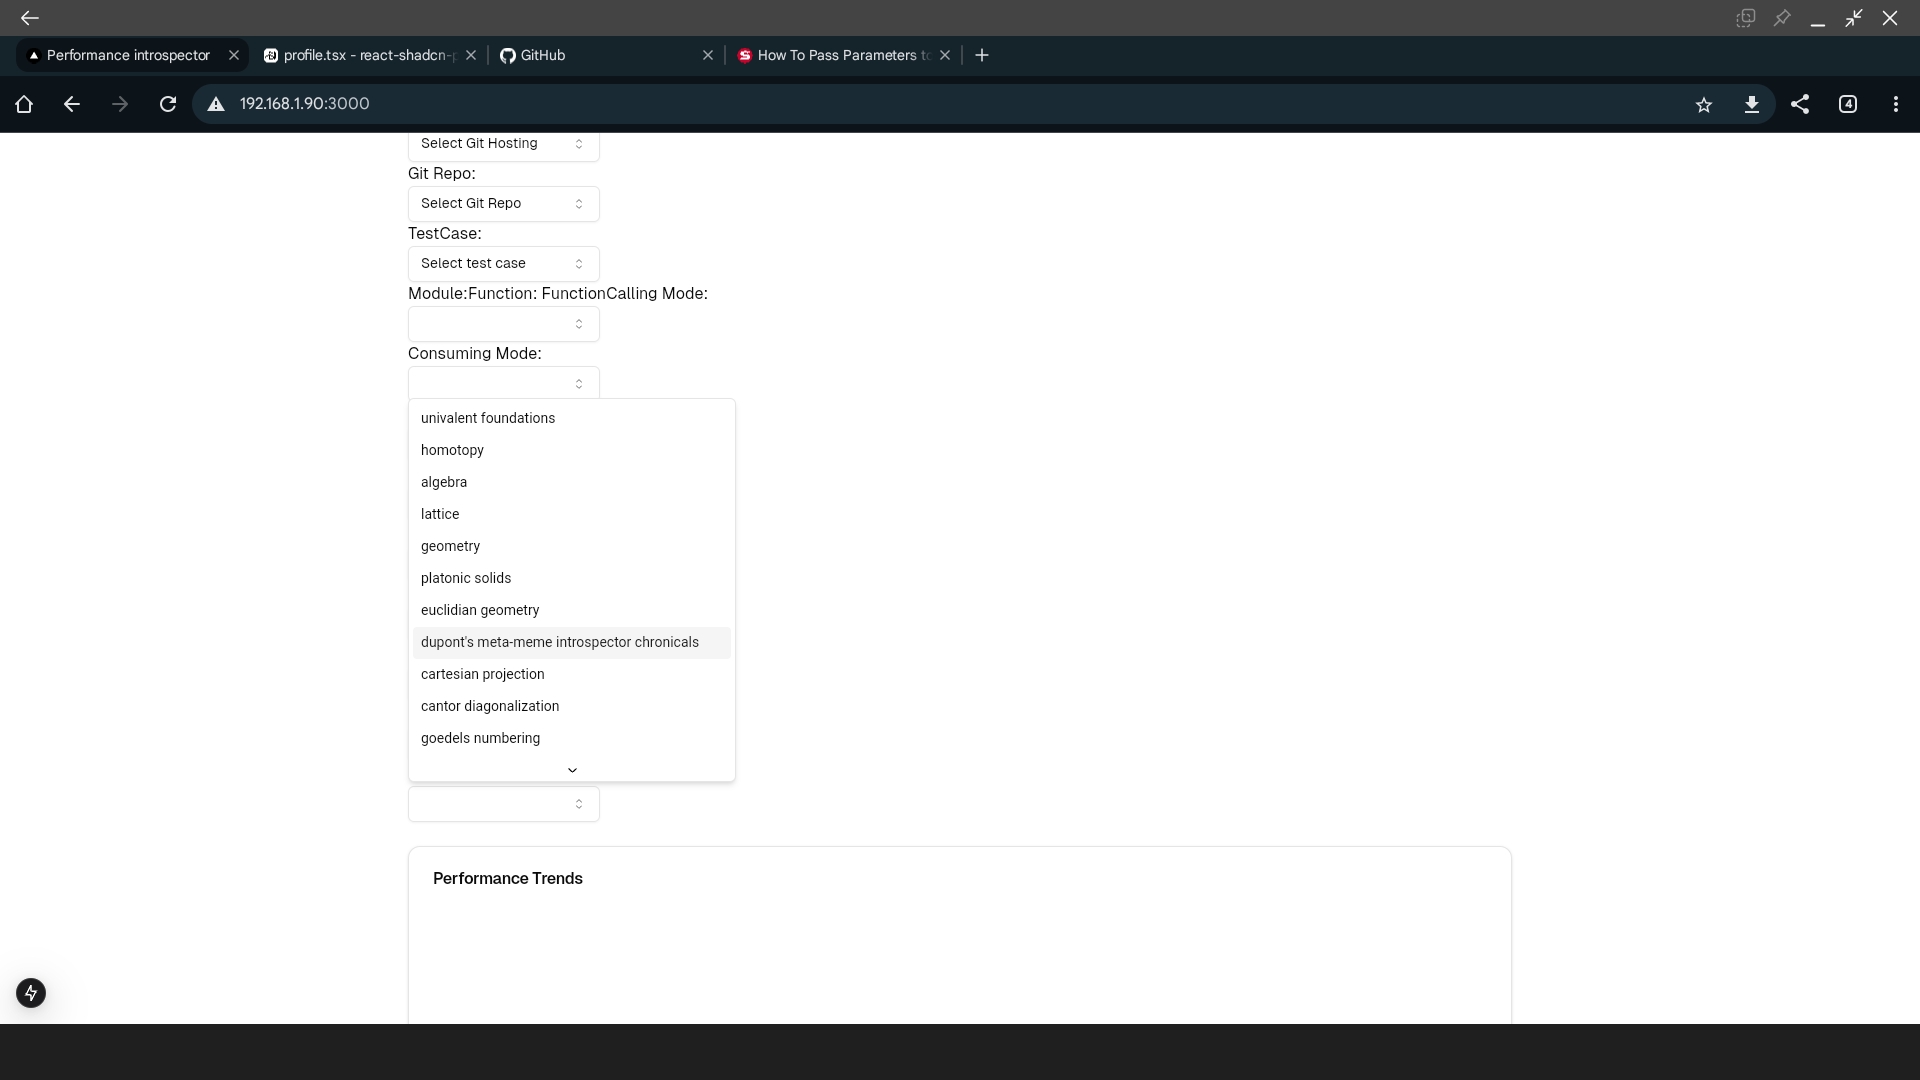 Performance introspector
profile.tsx - react-shadcn-
GitHub
How To Pass Parameters to
192.168.1.90:3000
4
Select Git Hosting
Git Repo:
Select Git Repo
TestCase:
Select test case
Module:Function: FunctionCalling Mode:
Consuming Mode:
univalent foundations
homotopy
algebra
lattice
geometry
platonic solids
euclidian geometry
dupont's meta-meme introspector chronicals
cartesian projection
cantor diagonalization
goedels numbering
Performance Trends